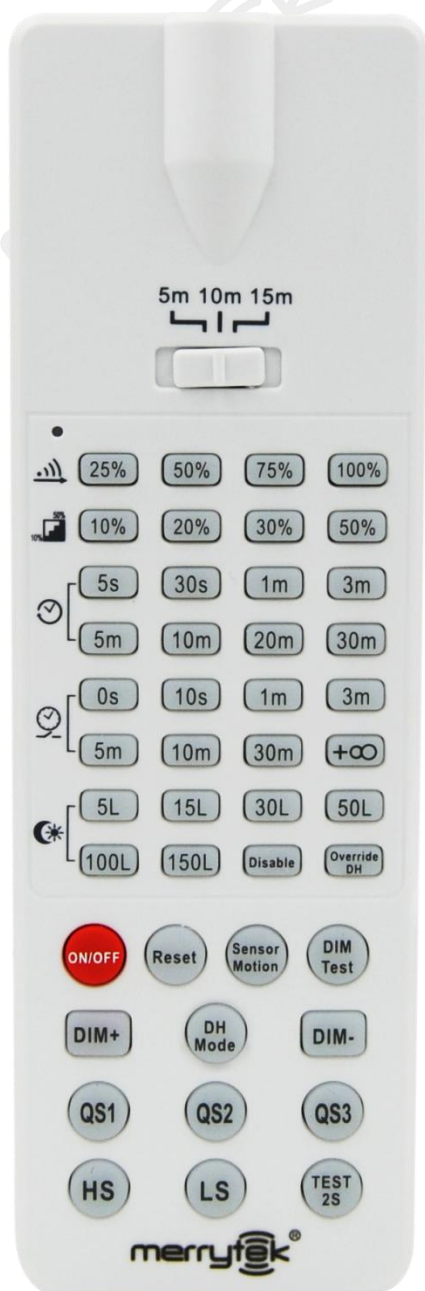 5m 10m 15m
25% 50% 75% 100%
50%
10% 10% 20% 30% 50%
5s 30s 1m 3m
5m 10m 20m 30m
0s 10s 1m 3m
5m 10m 30m +∞
5L 15L 30L 50L
100L 150L Disable Override DH
ON/OFF Reset Sensor Motion DIM Test
DIM+ DH Mode DIM-
QS1 QS2 QS3
HS LS TEST 2S
merrytek®